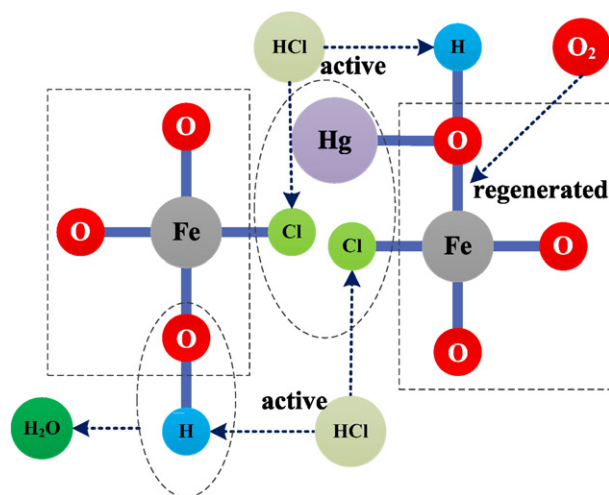 HCl
active
H
O₂
O
Hg
O
regenerated
O
Fe
Cl
Cl
Fe
O
O
O
active
H₂O
H
HCl